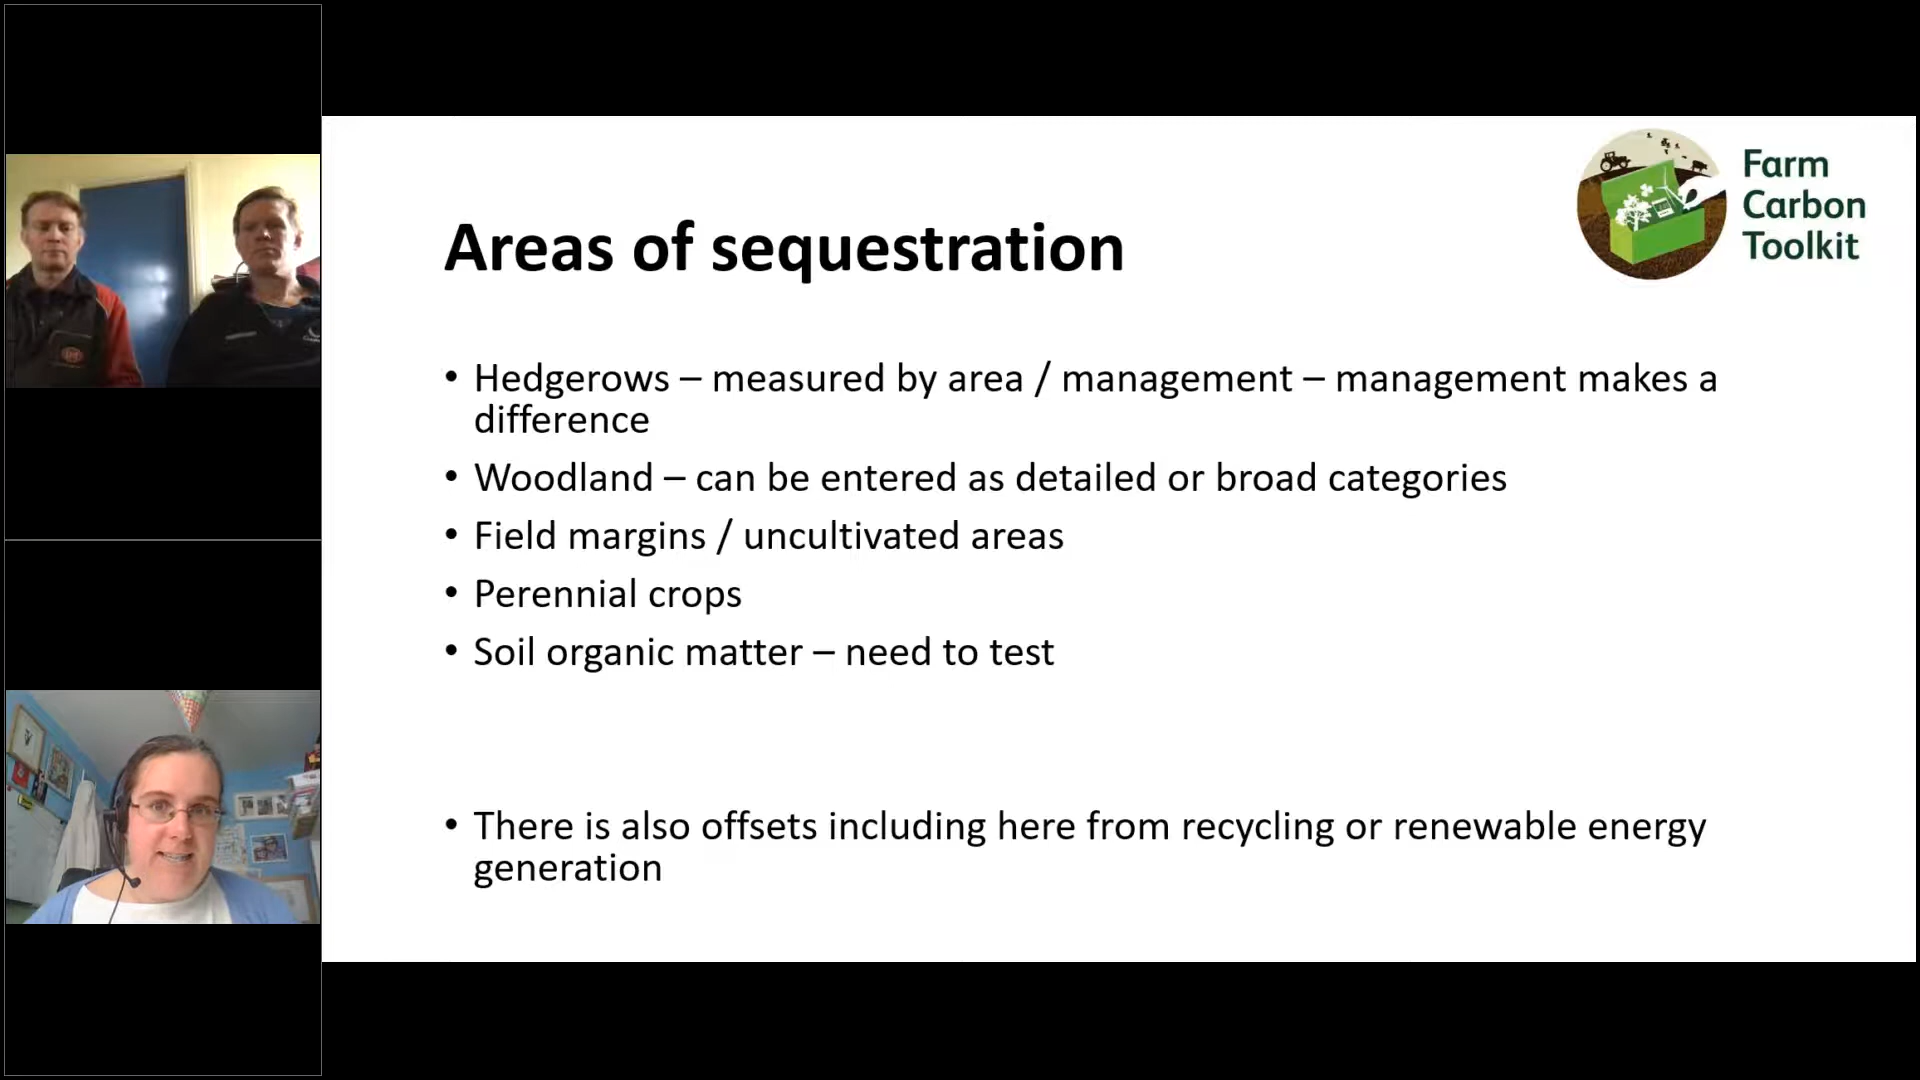 Farm
Carbon
Toolkit
Areas of sequestration
• Hedgerows – measured by area / management – management makes a
difference
• Woodland – can be entered as detailed or broad categories
• Field margins / uncultivated areas
• Perennial crops
• Soil organic matter – need to test
• There is also offsets including here from recycling or renewable energy
generation